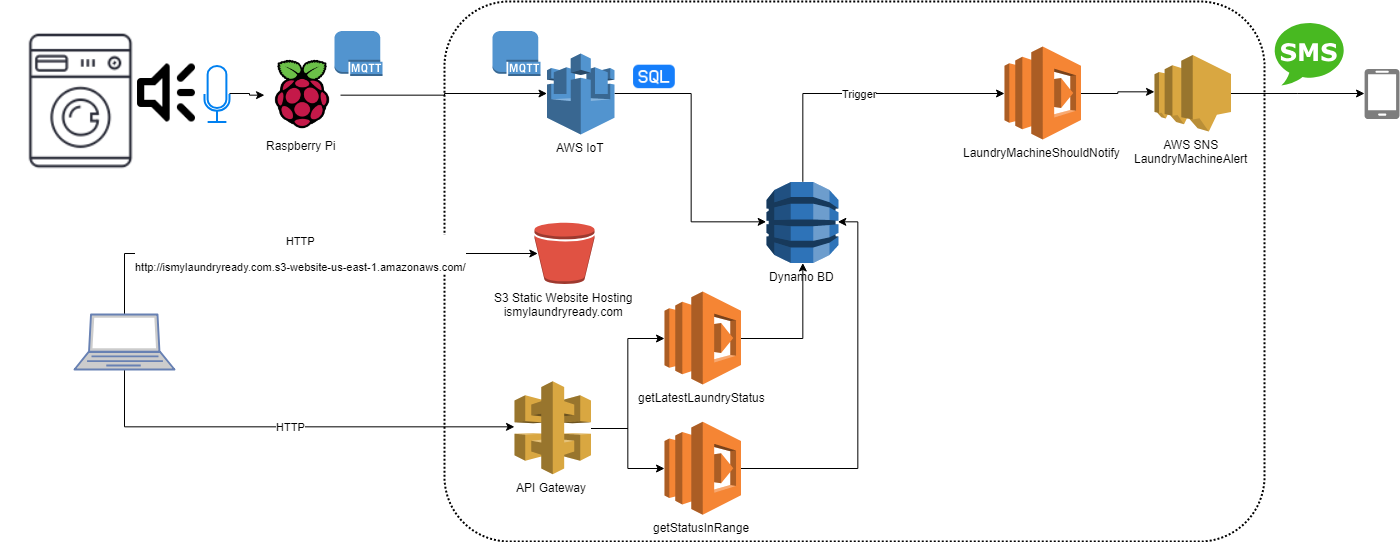 SMS
MQTT
MQTT
SQL
Trigger
Raspberry Pi
AWS IoT
LaundryMachineShouldNotify
AWS SNS
LaundryMachineAlert
HTTP
http://ismylaundryready.com.s3-website-us-east-1.amazonaws.com/
Dynamo BD
S3 Static Website Hosting
ismylaundryready.com
getLatestLaundryStatus
HTTP
API Gateway
getStatusInRange